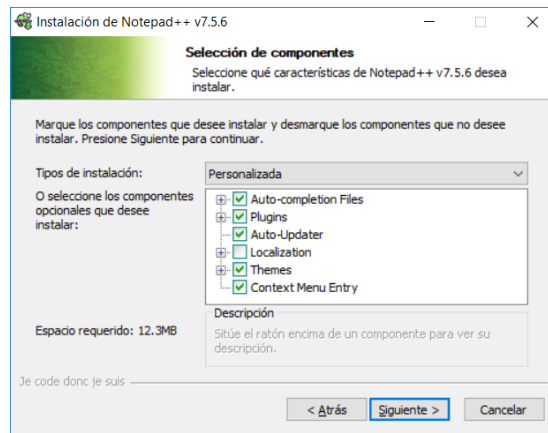 Instalación de Notepad++ v7.5.6
Selección de componentes
Seleccione qué características de Notepad++ v7.5.6 desea
instalar.
Marque los componentes que desee instalar y desmarque los componentes que no desee
instalar. Presione Siguiente para continuar.
Tipos de instalación:
Personalizada
O seleccione los componentes
opcionales que desee
instalar:
Auto-completion Files
Plugins
Auto-Updater
Localization
Themes
Context Menu Entry
Espacio requerido: 12.3MB
Descripción
Sitúe el ratón encima de un componente para ver su
descripción.
Je code donc je suis
< Atrás
Siguiente >
Cancelar